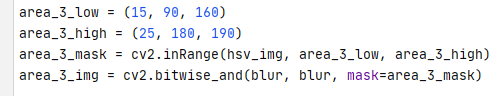 area_3_low = (15, 90, 160)
area_3_high = (25, 180, 190)
area_3_mask = cv2.inRange(hsv_img, area_3_low, area_3_high)
area_3_img = cv2.bitwise_and(blur, blur, mask=area_3_mask)